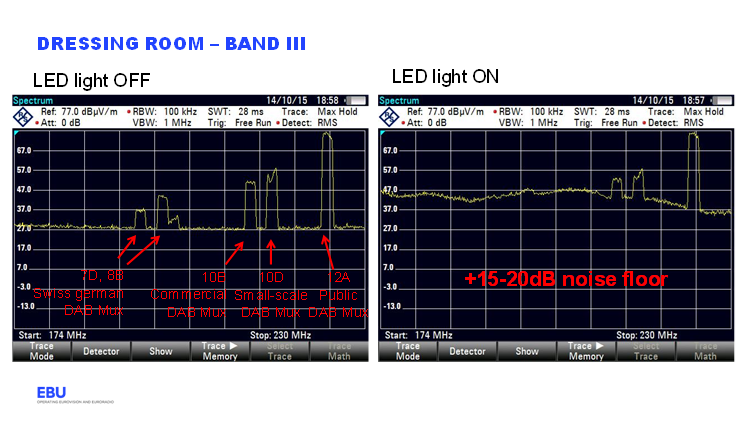 DRESSING ROOM – BAND III
LED light OFF
LED light ON
Spectrum 14/10/15 18:58
Ref: 77.0 dBµV/m RBW: 100 kHz SWT: 28 ms Trace: Max Hold
Att: 0 dB VBW: 1 MHz Trig: Free Run Detect: RMS
67.0
57.0
47.0
37.0
27.0
17.0
7.0
-3.0
-13.0
7D, 8B
Swiss german
DAB Mux
10E
Commercial
DAB Mux
10D
Small-scale
DAB Mux
12A
Public
DAB Mux
Start: 174 MHz Stop: 230 MHz
Trace Mode
Detector
Show
Trace ▶ Memory
Select Trace
Trace Math
Spectrum 14/10/15 18:57
Ref: 77.0 dBµV/m RBW: 100 kHz SWT: 28 ms Trace: Max Hold
Att: 0 dB VBW: 1 MHz Trig: Free Run Detect: RMS
67.0
57.0
47.0
37.0
27.0
17.0
7.0
-3.0
-13.0
+15-20dB noise floor
Start: 174 MHz Stop: 230 MHz
Trace Mode
Detector
Show
Trace ▶ Memory
Select Trace
Trace Math
EBU
OPERATING EUROVISION AND EURORADIO